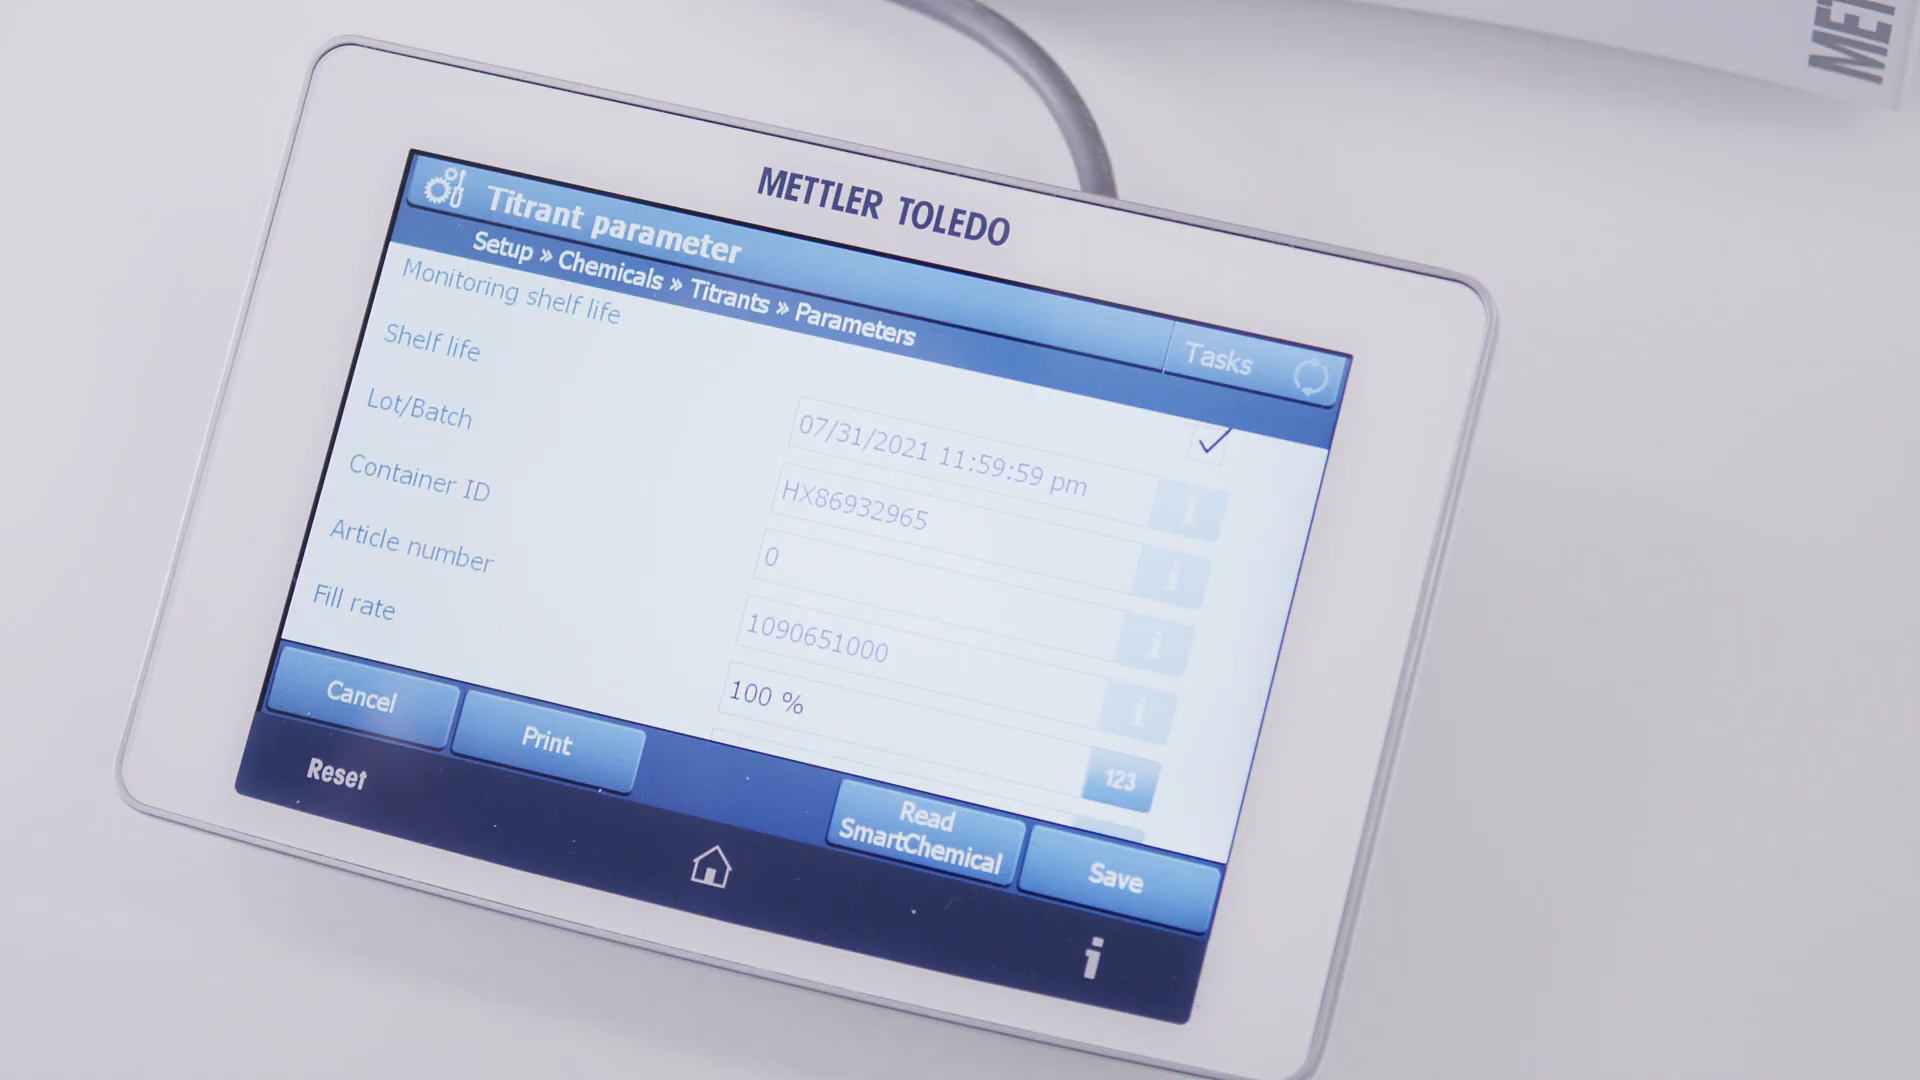 METTLER TOLEDO
Titrant parameter
Setup » Chemicals » Titrants » Parameters
Tasks
Monitoring shelf life
Shelf life 07/31/2021 11:59:59 pm i
Lot/Batch HX86932965 i
Container ID 0 i
Article number 1090651000 i
Fill rate 100 % 123
Cancel
Print
Read
SmartChemical
Save
Reset
i